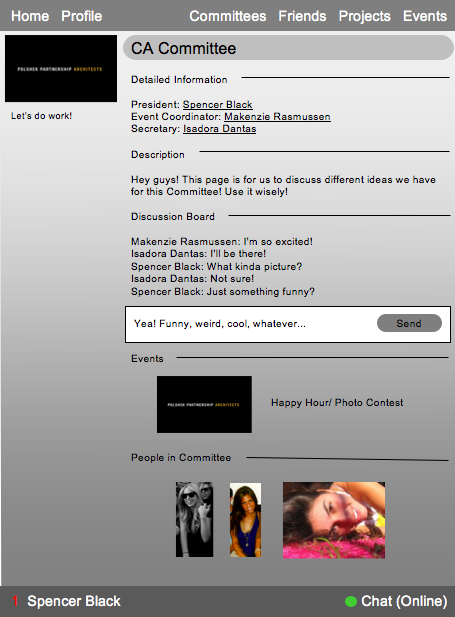 Home Profile Committees Friends Projects Events
POLSHEK PARTNERSHIP ARCHITECTS
Let's do work!
CA Committee
Detailed Information
President: Spencer Black
Event Coordinator: Makenzie Rasmussen
Secretary: Isadora Dantas
Description
Hey guys! This page is for us to discuss different ideas we have
for this Committee! Use it wisely!
Discussion Board
Makenzie Rasmussen: I'm so excited!
Isadora Dantas: I'll be there!
Spencer Black: What kinda picture?
Isadora Dantas: Not sure!
Spencer Black: Just something funny?
Yea! Funny, weird, cool, whatever... Send
Events
POLSHEK PARTNERSHIP ARCHITECTS
Happy Hour/ Photo Contest
People in Committee
1 Spencer Black Chat (Online)